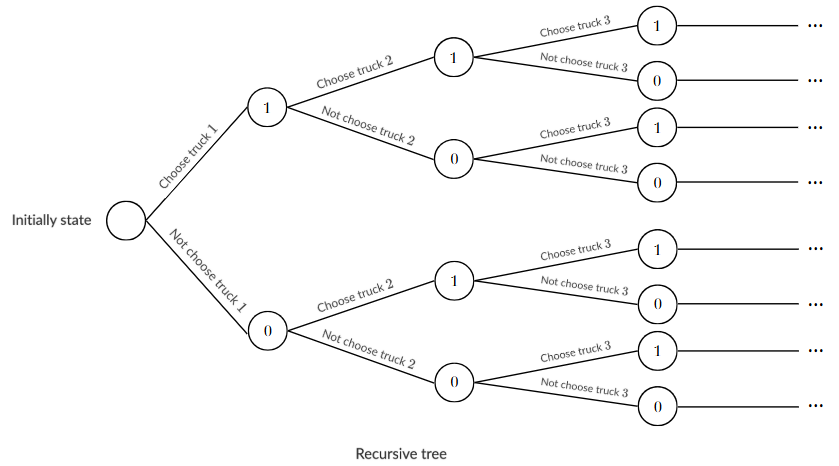 Choose truck 3
1
...
Choose truck 2
1
Not choose truck 3
0
...
Choose truck 1
1
Not choose truck 2
0
Choose truck 3
1
...
Not choose truck 3
0
...
Initially state
Not choose truck 1
0
Choose truck 2
1
Choose truck 3
1
...
Not choose truck 3
0
...
Not choose truck 2
0
Choose truck 3
1
...
Not choose truck 3
0
...
Recursive tree